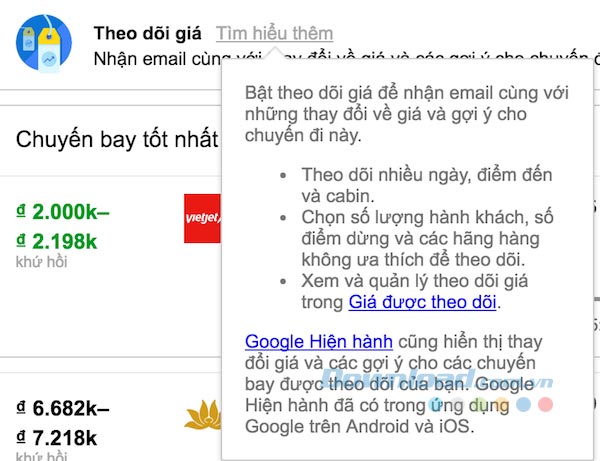 Theo dõi giá Tìm hiểu thêm
Nhận email cùng với thay đổi về giá và các gợi ý cho chuyến
Bật theo dõi giá để nhận email cùng với
những thay đổi về giá và gợi ý cho
chuyến đi này.
• Theo dõi nhiều ngày, điểm đến
và cabin.
• Chọn số lượng hành khách, số
điểm dừng và các hãng hàng
không ưa thích để theo dõi.
• Xem và quản lý theo dõi giá
trong Giá được theo dõi.
Google Hiện hành cũng hiển thị thay
đổi giá và các gợi ý cho các chuyến
bay được theo dõi của bạn. Google
Hiện hành đã có trong ứng dụng
Google trên Android và iOS.
Chuyến bay tốt nhất
₫ 2.000k–
₫ 2.198k
khứ hồi
vietjet
₫ 6.682k–
₫ 7.218k
khứ hồi
Download.com.vn